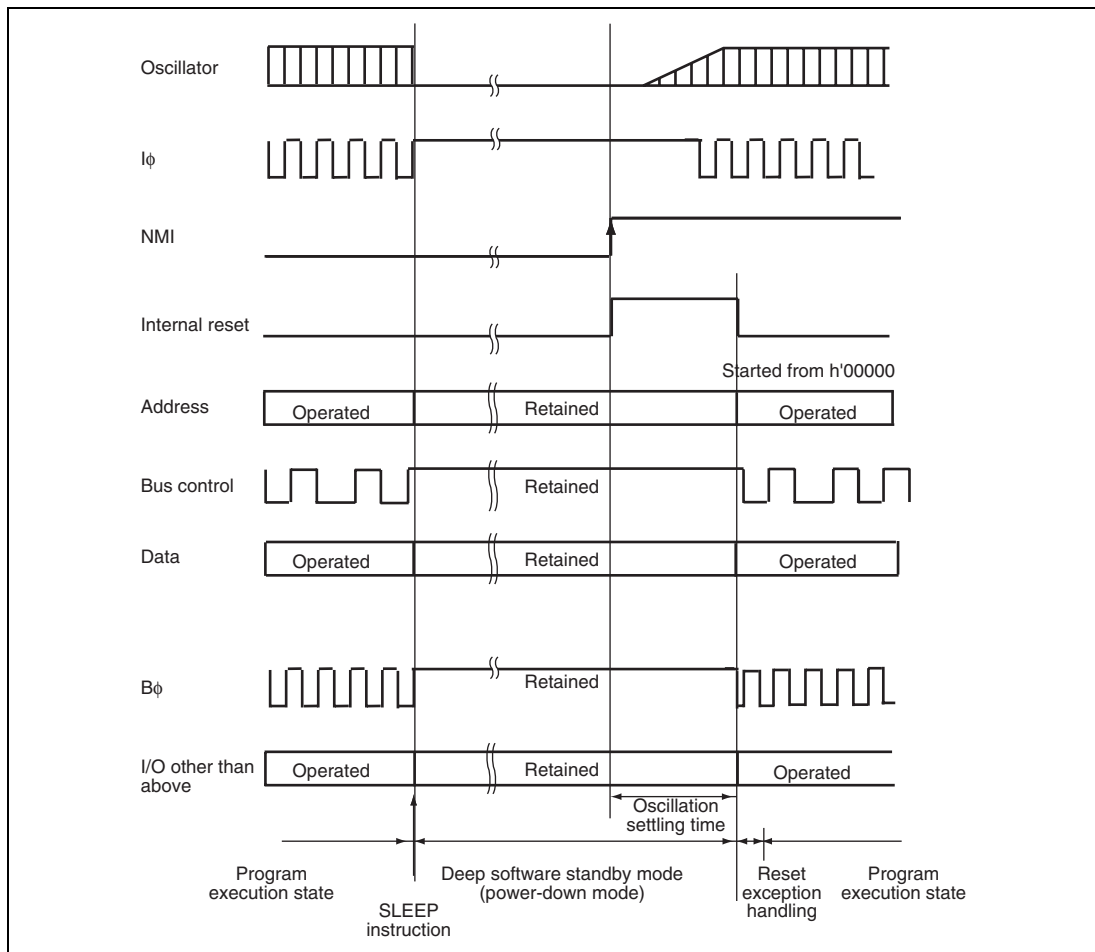 Oscillator
Iϕ
NMI
Internal reset
Started from h'00000
Address
Operated
Retained
Operated
Bus control
Retained
Data
Operated
Retained
Operated
Bϕ
Retained
I/O other than
above
Operated
Retained
Operated
Oscillation
settling time
Program
execution state
Deep software standby mode
(power-down mode)
Reset
exception
handling
Program
execution state
SLEEP
instruction